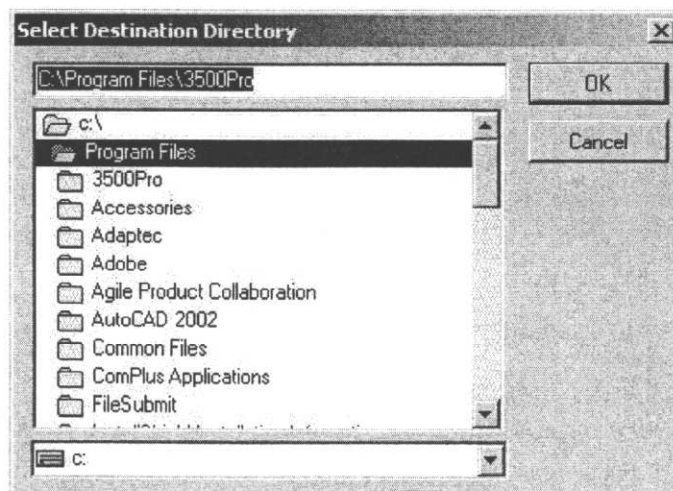 Select Destination Directory
C:\Program Files\3500Pro
OK
c:\
Cancel
Program Files
3500Pro
Accessories
Adaptec
Adobe
Agile Product Collaboration
AutoCAD 2002
Common Files
ComPlus Applications
FileSubmit
c: